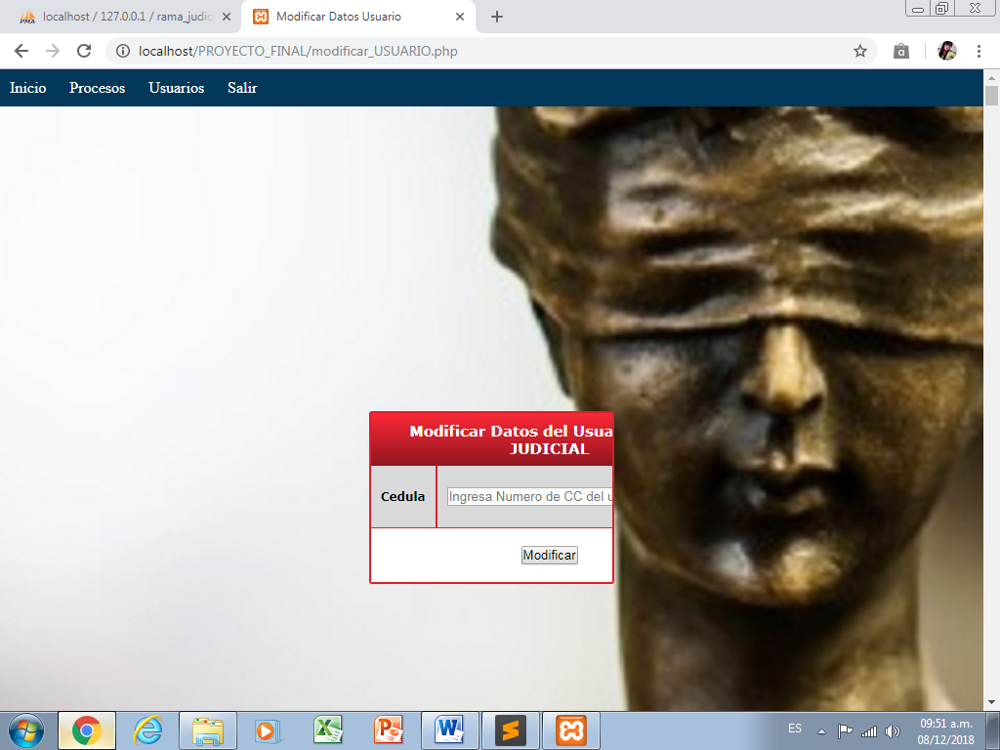 localhost / 127.0.0.1 / rama_judic
Modificar Datos Usuario
localhost/PROYECTO_FINAL/modificar_USUARIO.php
Inicio Procesos Usuarios Salir
Modificar Datos del Usua
JUDICIAL
Cedula
Ingresa Numero de CC del u
Modificar
ES
09:51 a.m.
08/12/2018